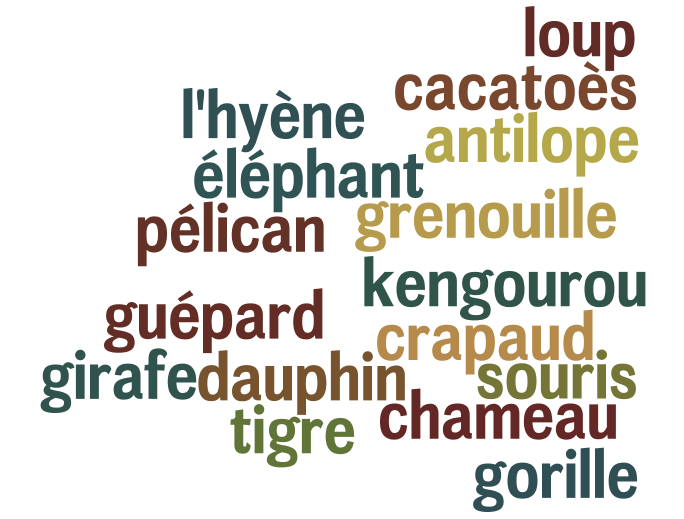 loup
cacatoès
l'hyène
antilope
éléphant
grenouille
pélican
kengourou
guépard
crapaud
girafe
dauphin
souris
chameau
tigre
gorille